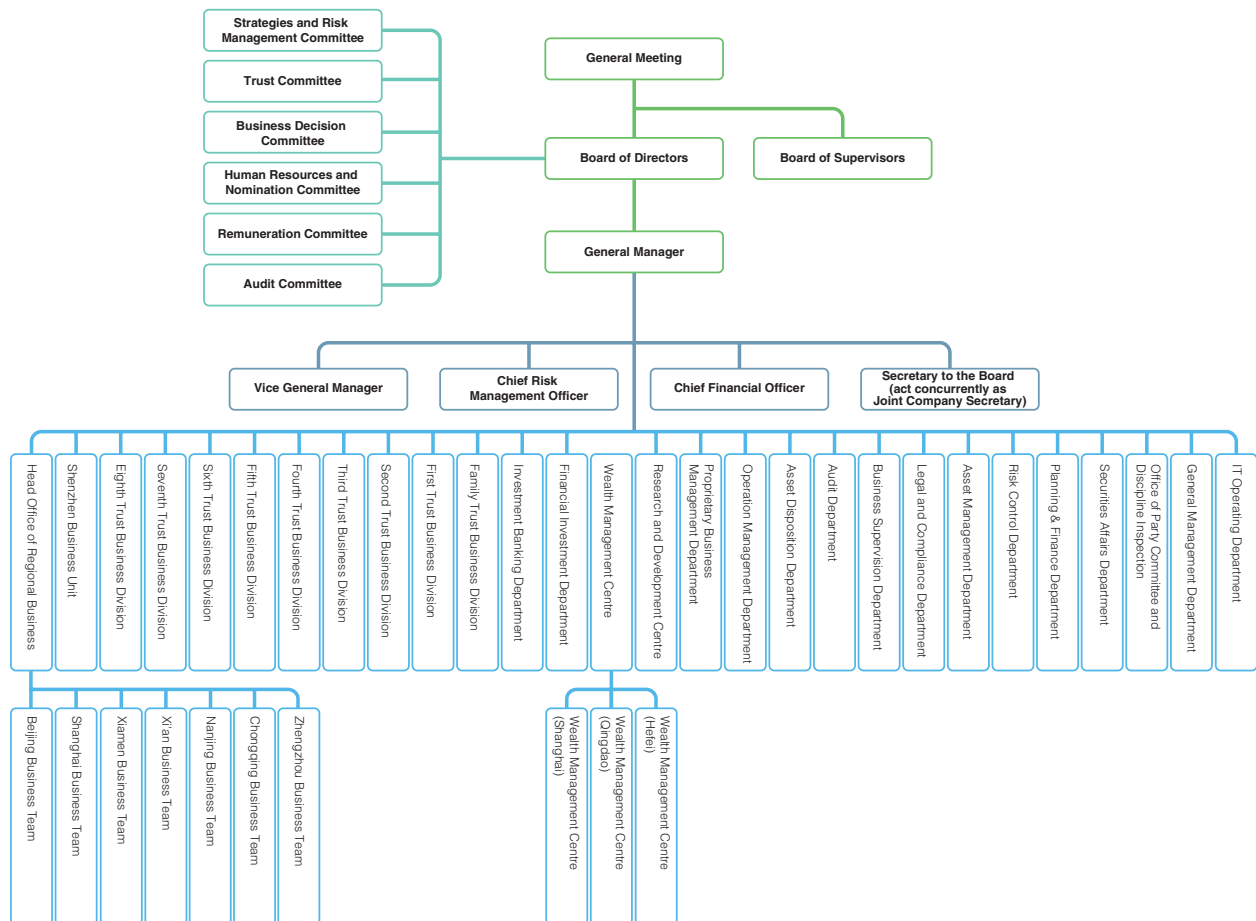 Strategies and Risk
Management Committee
Trust Committee
Business Decision
Committee
Human Resources and
Nomination Committee
Remuneration Committee
Audit Committee
General Meeting
Board of Directors
Board of Supervisors
General Manager
Vice General Manager
Chief Risk
Management Officer
Chief Financial Officer
Secretary to the Board
(act concurrently as
Joint Company Secretary)
Head Office of Regional Business
Shenzhen Business Unit
Eighth Trust Business Division
Seventh Trust Business Division
Sixth Trust Business Division
Fifth Trust Business Division
Fourth Trust Business Division
Third Trust Business Division
Second Trust Business Division
First Trust Business Division
Family Trust Business Division
Investment Banking Department
Financial Investment Department
Wealth Management Centre
Research and Development Centre
Proprietary Business
Management Department
Operation Management Department
Asset Disposition Department
Audit Department
Business Supervision Department
Legal and Compliance Department
Asset Management Department
Risk Control Department
Planning & Finance Department
Securities Affairs Department
Office of Party Committee and
Discipline Inspection
General Management Department
IT Operating Department
Beijing Business Team
Shanghai Business Team
Xiamen Business Team
Xi'an Business Team
Nanjing Business Team
Chongqing Business Team
Zhengzhou Business Team
Wealth Management Centre
(Shanghai)
Wealth Management Centre
(Qingdao)
Wealth Management Centre
(Hefei)